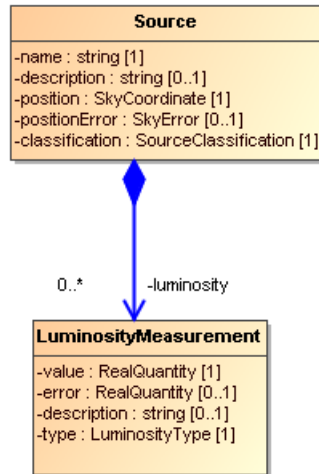 Source
-name : string [1]
-description : string [0..1]
-position : SkyCoordinate [1]
-positionError : SkyError [0..1]
-classification : SourceClassification [1]
0..* -luminosity
LuminosityMeasurement
-value : RealQuantity [1]
-error : RealQuantity [0..1]
-description : string [0..1]
-type : LuminosityType [1]